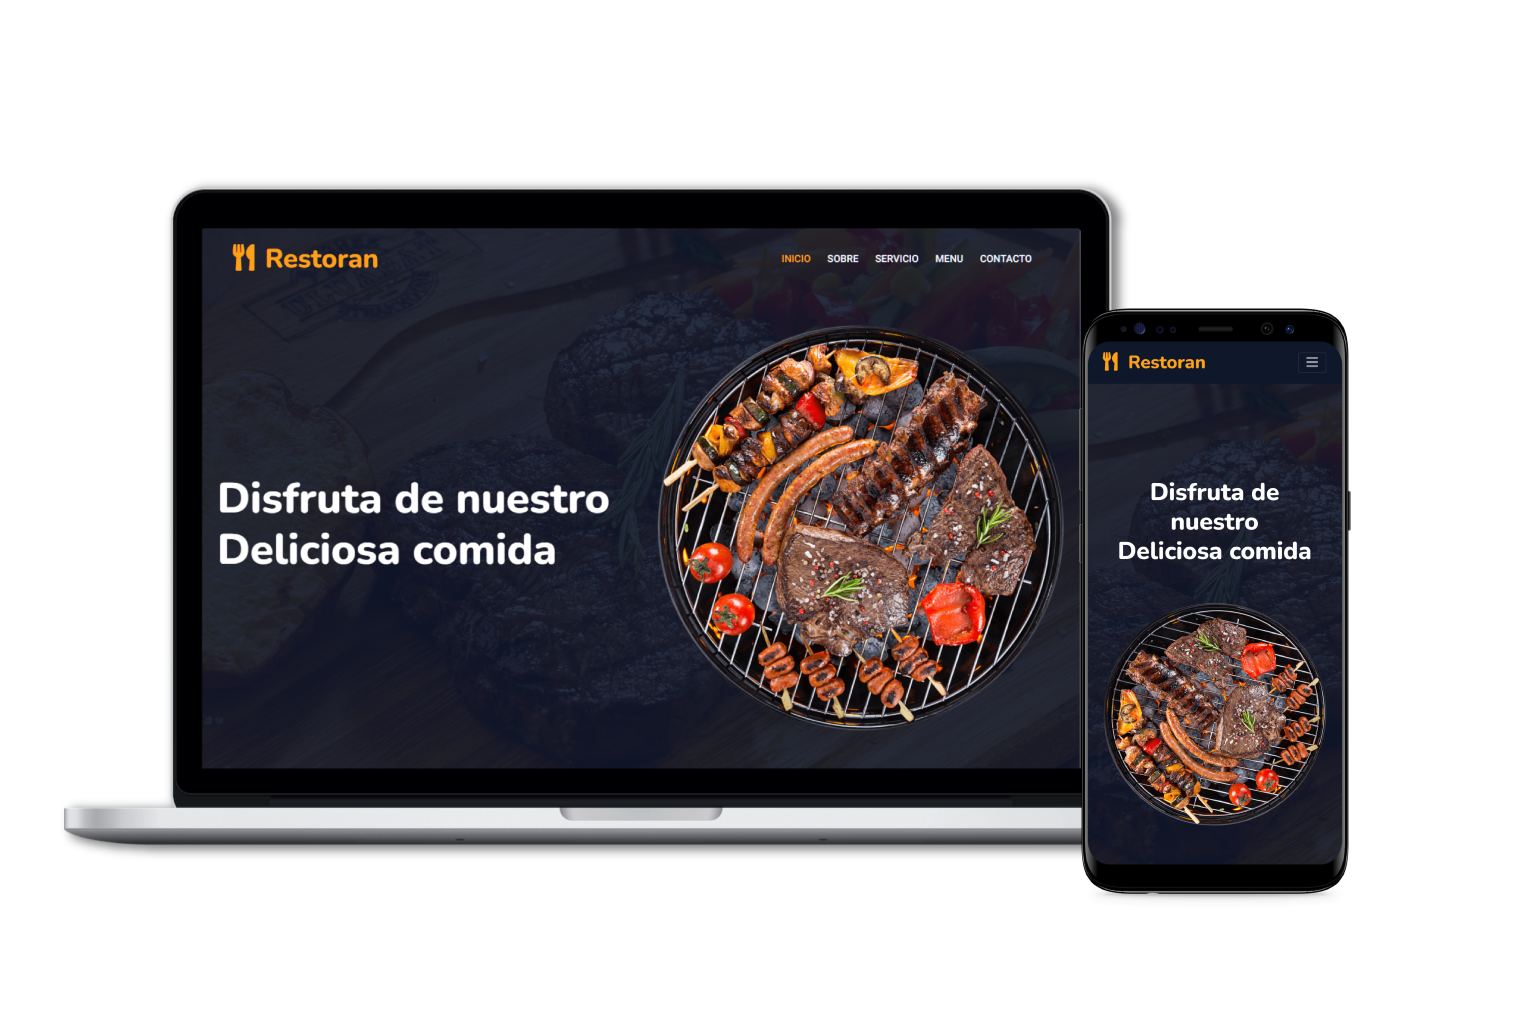 Restoran
INICIO SOBRE SERVICIO MENU CONTACTO
Disfruta de nuestro
Deliciosa comida
Restoran
Disfruta de
nuestro
Deliciosa comida